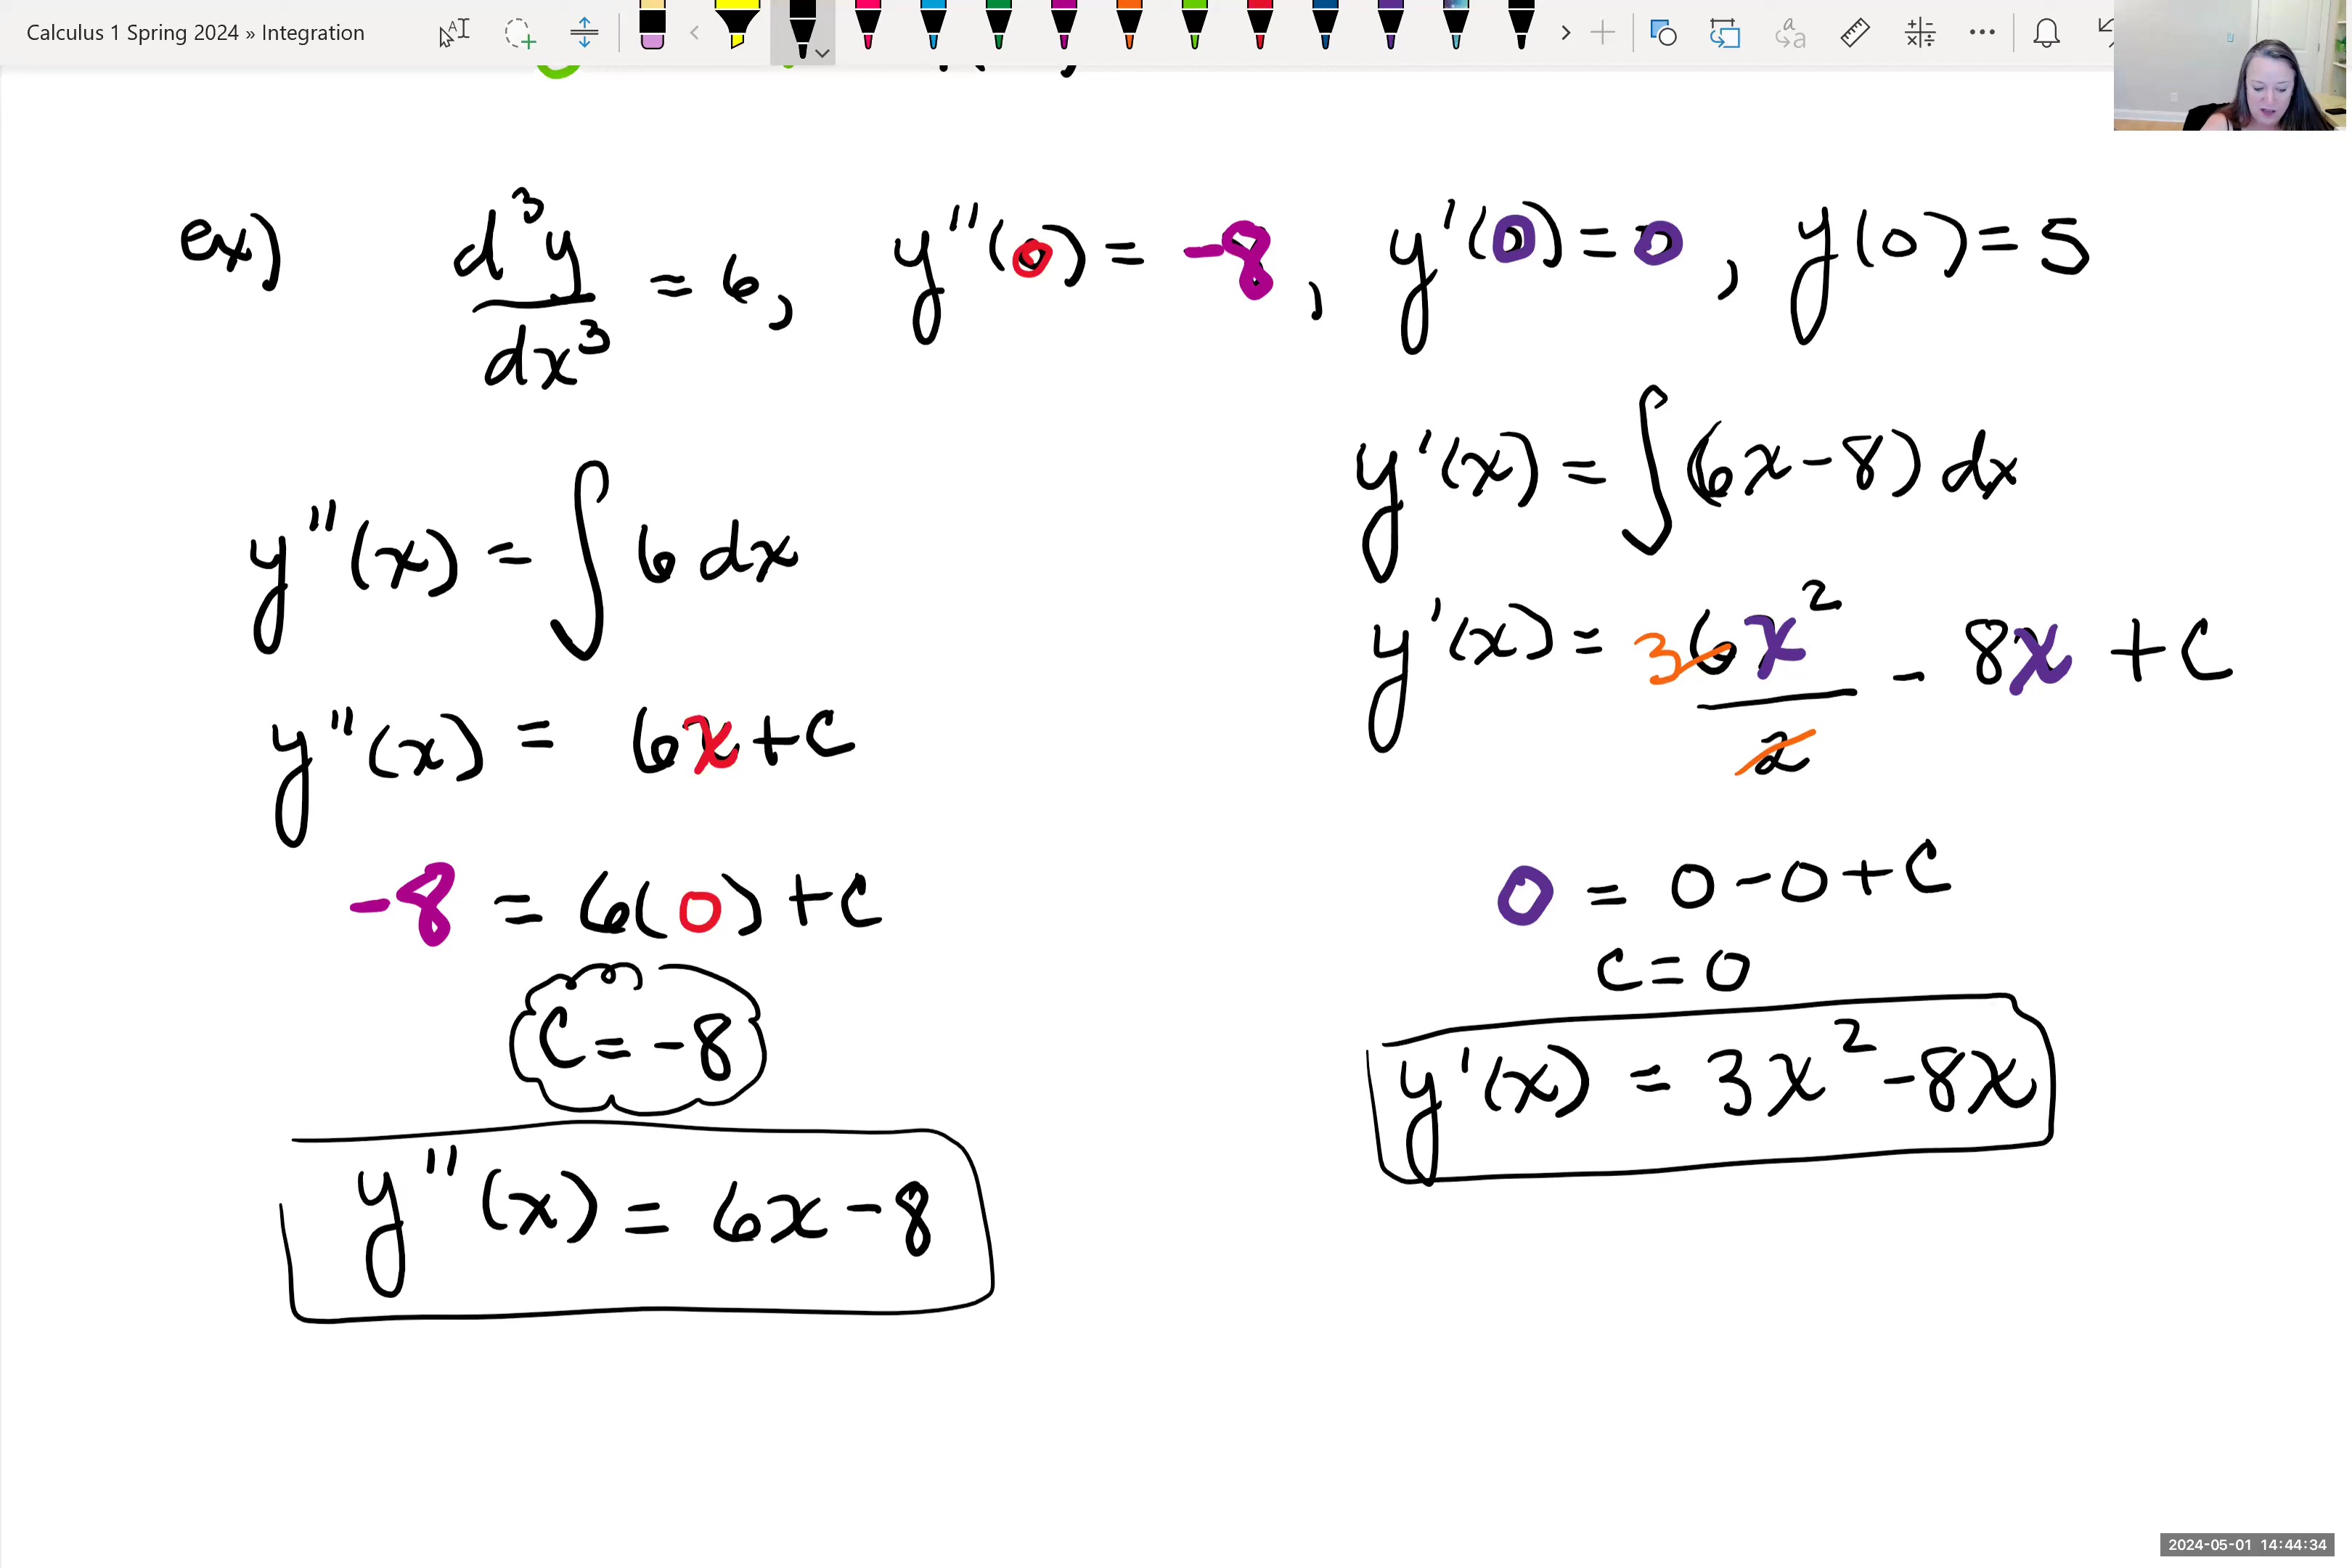 Calculus 1 Spring 2024 » Integration
ex) d³y/dx³ = 6, y''(0) = -8, y'(0) = 0, y(0) = 5
y''(x) = ∫ 6 dx
y''(x) = 6x + C
-8 = 6(0) + C
C = -8
y''(x) = 6x - 8
y'(x) = ∫ (6x - 8) dx
y'(x) = 3 6x²/2 - 8x + C
0 = 0 - 0 + C
C = 0
y'(x) = 3x² - 8x
2024-05-01 14:44:34